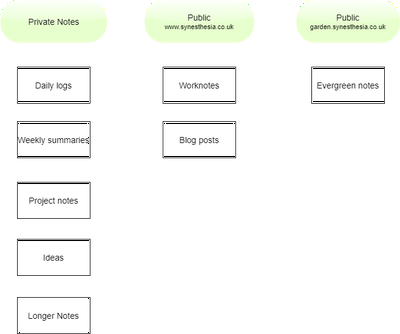 Private Notes
Public
www.synesthesia.co.uk
Public
garden.synesthesia.co.uk
Daily logs
Worknotes
Evergreen notes
Weekly summaries
Blog posts
Project notes
Ideas
Longer Notes